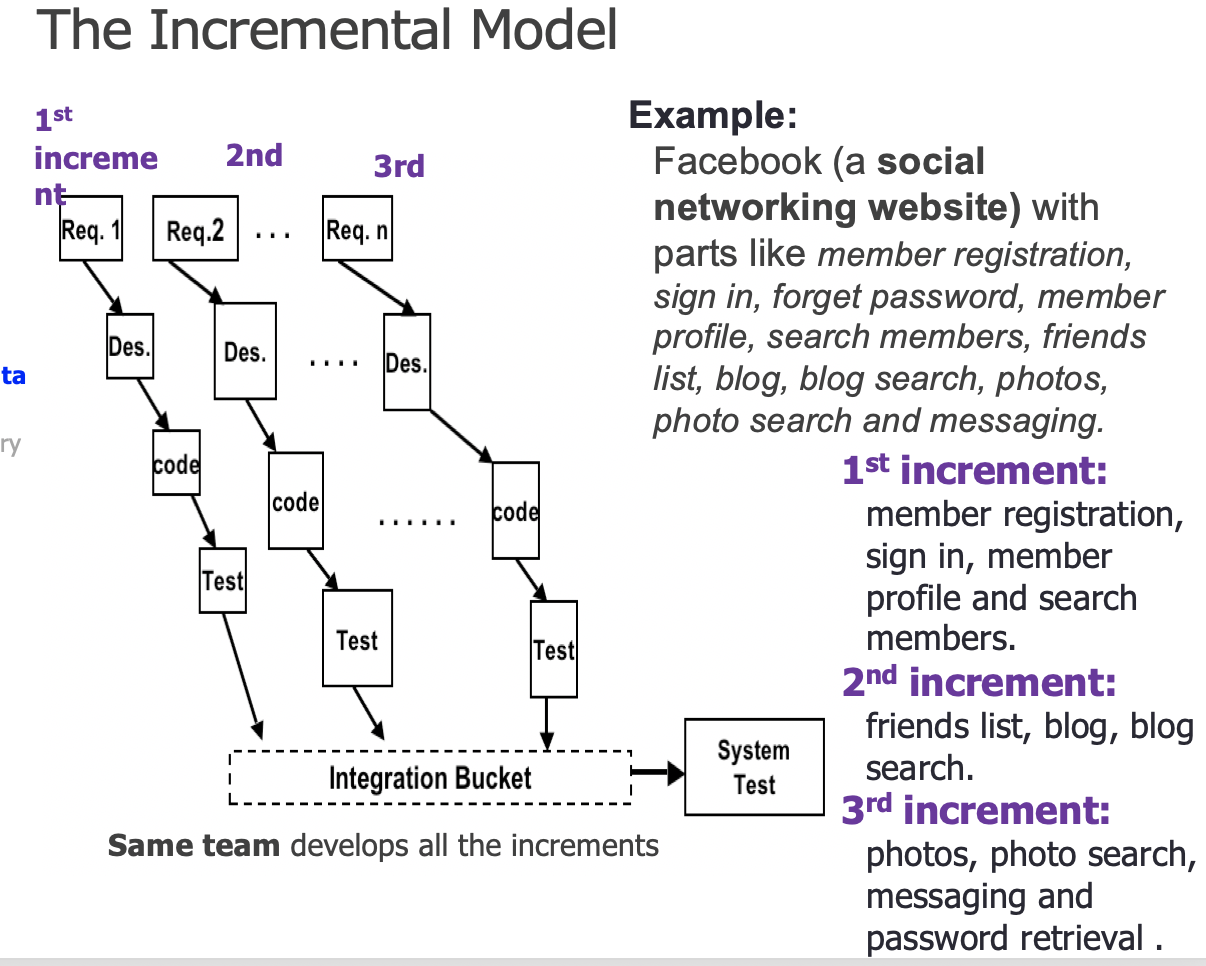 The Incremental Model
1st
increme
nt
2nd
3rd
Req. 1
Req.2
. . .
Req. n
Des.
Des.
. . . .
Des.
code
code
. . . . . .
code
Test
Test
Test
Integration Bucket
System
Test
Same team develops all the increments
ta
ry
Example:
Facebook (a social
networking website) with
parts like member registration,
sign in, forget password, member
profile, search members, friends
list, blog, blog search, photos,
photo search and messaging.
1st increment:
member registration,
sign in, member
profile and search
members.
2nd increment:
friends list, blog, blog
search.
3rd increment:
photos, photo search,
messaging and
password retrieval .